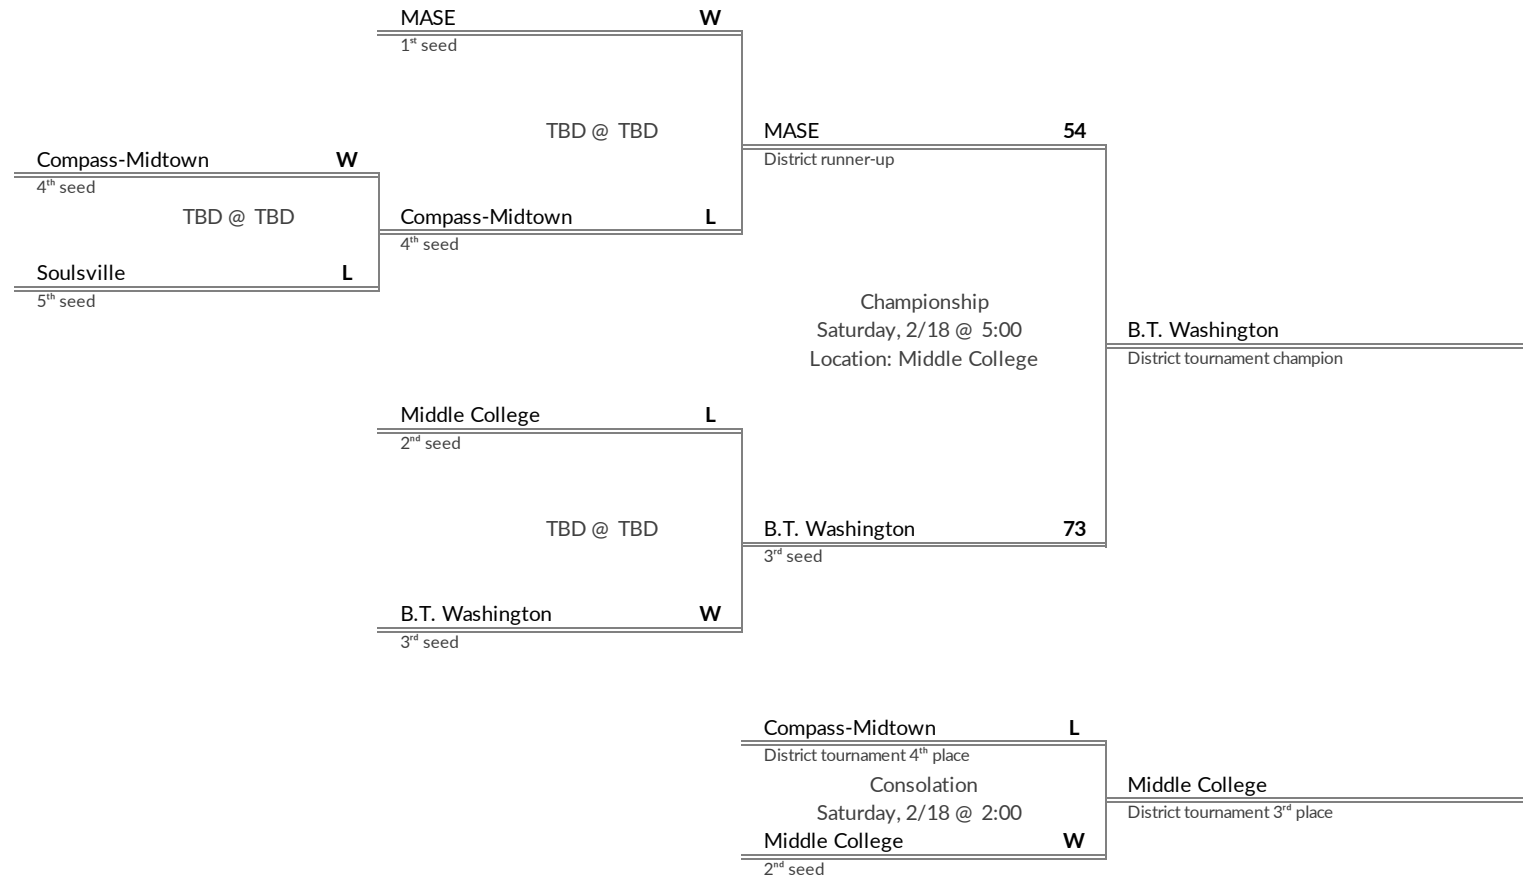 MASE W
1st seed
TBD @ TBD
MASE 54
District runner-up
Compass-Midtown W
4th seed
TBD @ TBD
Compass-Midtown L
4th seed
Soulsville L
5th seed
Championship
Saturday, 2/18 @ 5:00
Location: Middle College
B.T. Washington
District tournament champion
Middle College L
2nd seed
TBD @ TBD
B.T. Washington 73
3rd seed
B.T. Washington W
3rd seed
Compass-Midtown L
District tournament 4th place
Consolation
Saturday, 2/18 @ 2:00
Middle College
District tournament 3rd place
Middle College W
2nd seed